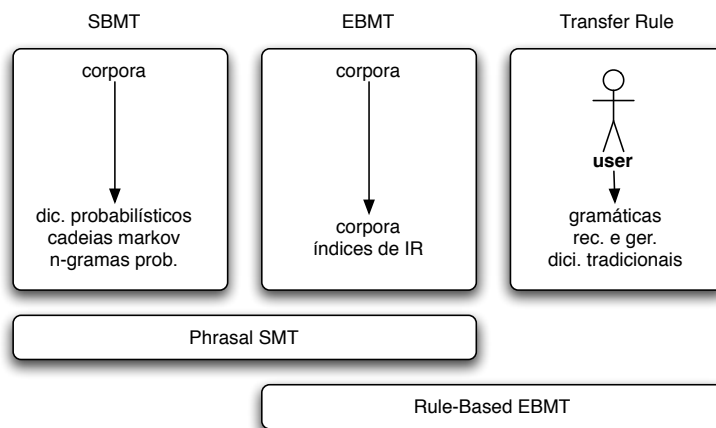 SBMT
EBMT
Transfer Rule
corpora
dic. probabilísticos
cadeias markov
n-gramas prob.
corpora
corpora
índices de IR
user
gramáticas
rec. e ger.
dici. tradicionais
Phrasal SMT
Rule-Based EBMT